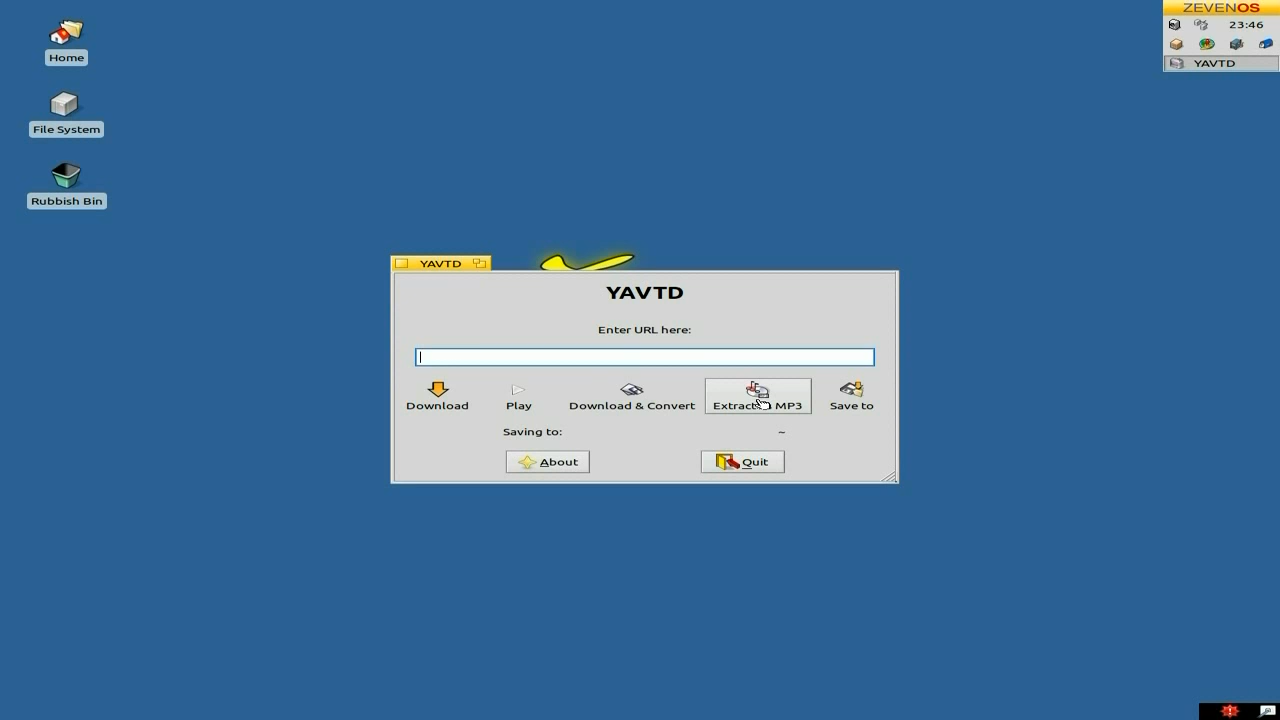 Home
File System
Rubbish Bin
ZEVENOS
23:46
YAVTD
YAVTD
YAVTD
Enter URL here:
Download
Play
Download & Convert
MP3
Save to
Saving to:
~
About
Quit